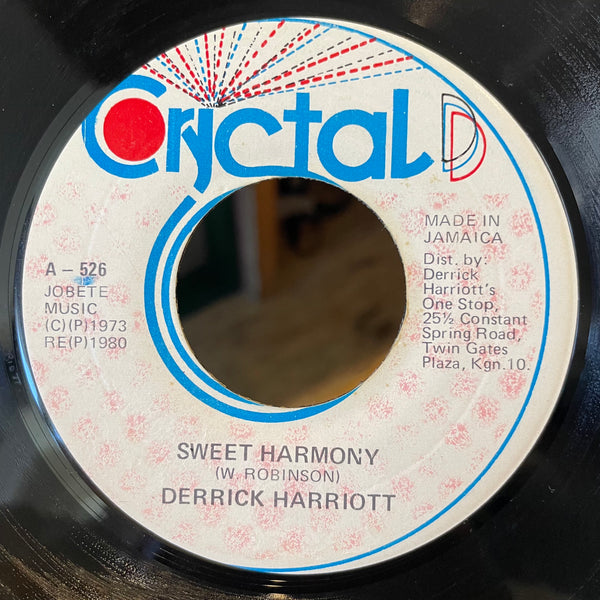 Cryctal D
A - 526
JOBETE
MUSIC
(C)(P)1973
RE(P)1980
MADE IN
JAMAICA
Dist. by:
Derrick
Harriott's
One Stop,
25½ Constant
Spring Road,
Twin Gates
Plaza, Kgn.10.
SWEET HARMONY
(W. ROBINSON)
DERRICK HARRIOTT